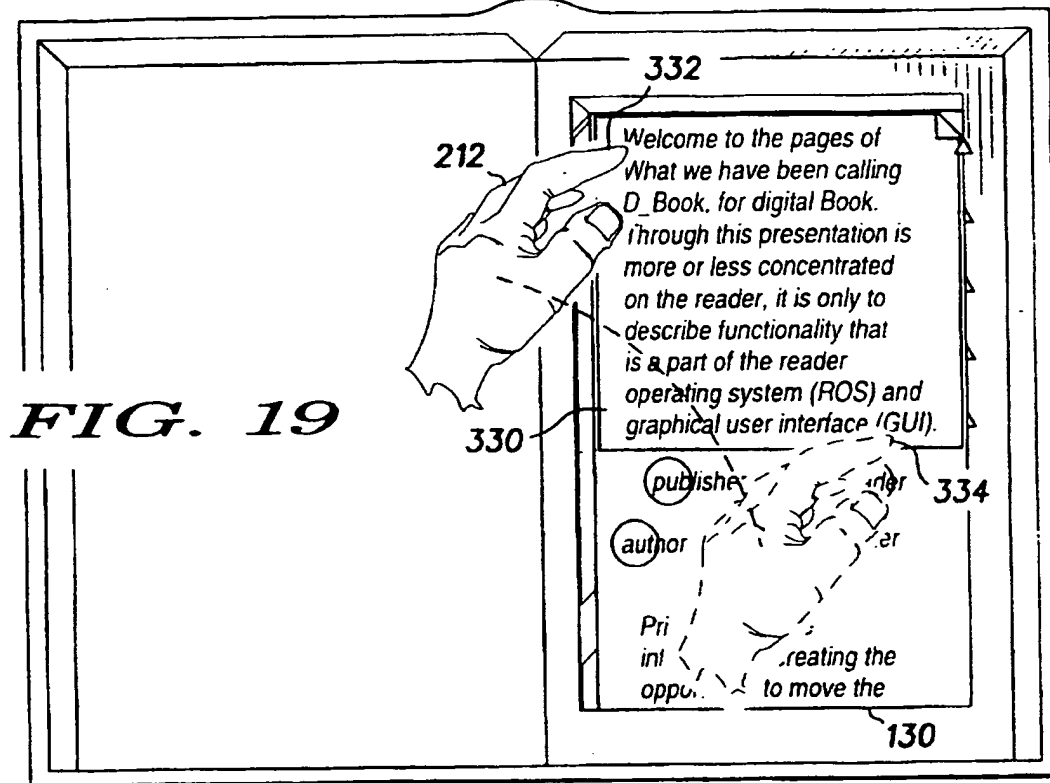 332
Welcome to the pages of
212
What we have been calling
D_Book, for digital Book.
Through this presentation is
more or less concentrated
on the reader, it is only to
describe functionality that
is a part of the reader
operating system (ROS) and
FIG. 19
graphical user interface (GUI).
330
publisher
334
author
Pri
creating the
to move the
130